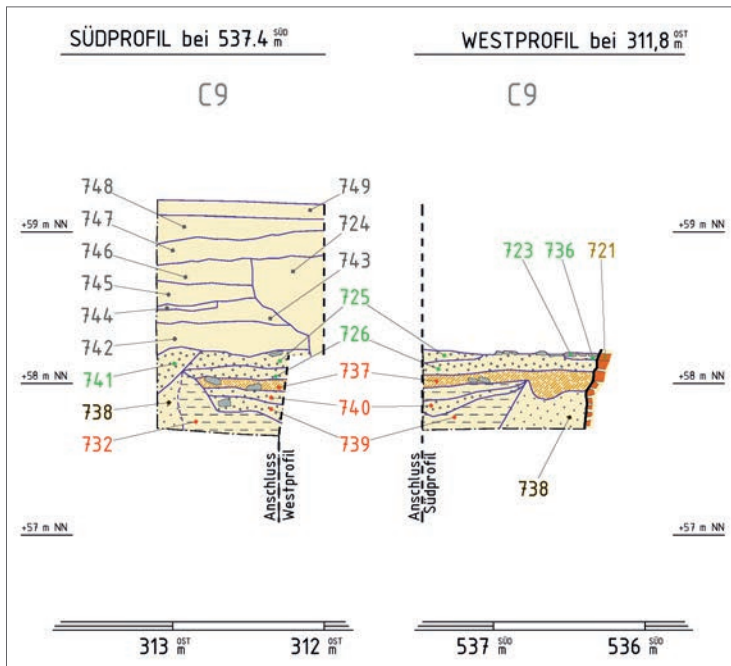 SÜDPROFIL bei 537.4 SÜD m
WESTPROFIL bei 311,8 OST m
C9
C9
748
747
746
745
744
742
741
738
732
749
724
743
725
726
737
740
739
723 736 721
738
+59 m NN
+58 m NN
+57 m NN
+59 m NN
+58 m NN
+57 m NN
Anschluss
Westprofil
Anschluss
Südprofil
313 OST m
312 OST m
537 SÜD m
536 SÜD m